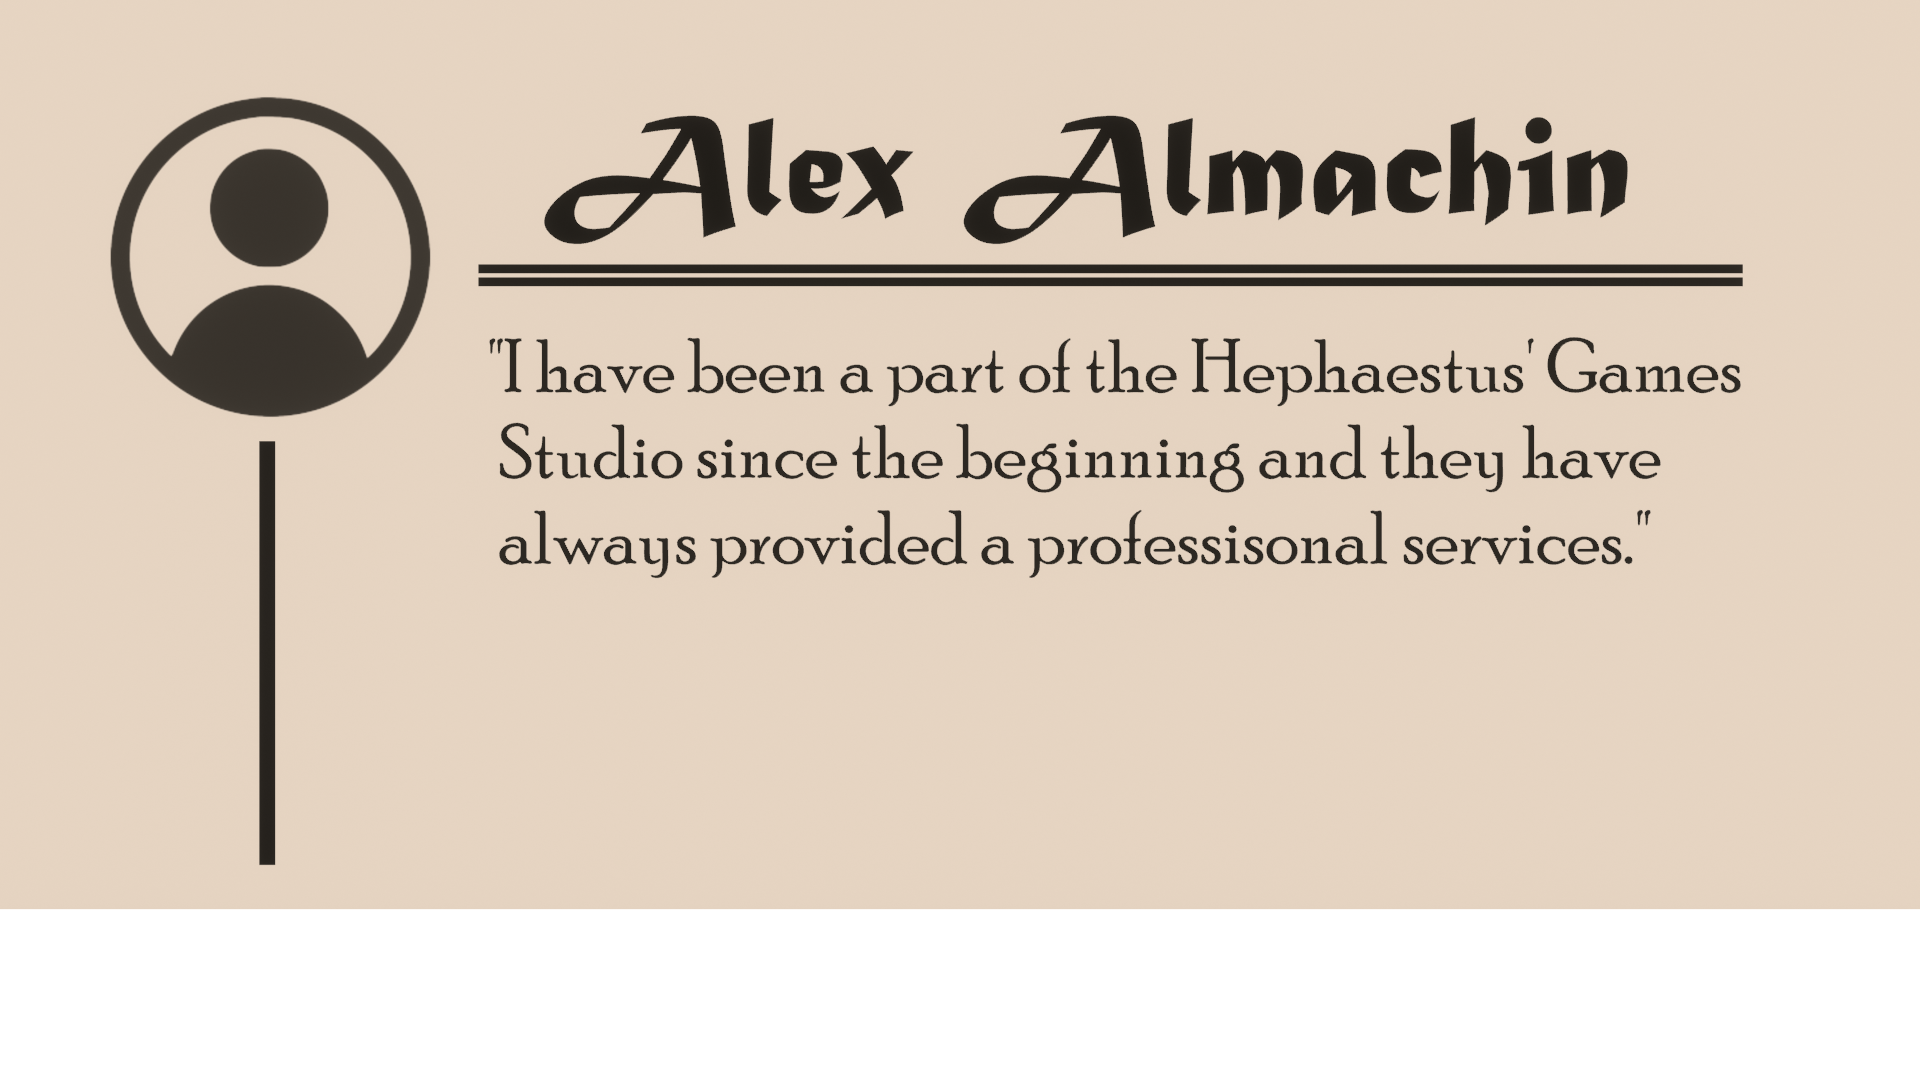 Alex Almachin
"I have been a part of the Hephaestus' Games
Studio since the beginning and they have
always provided a professisonal services."